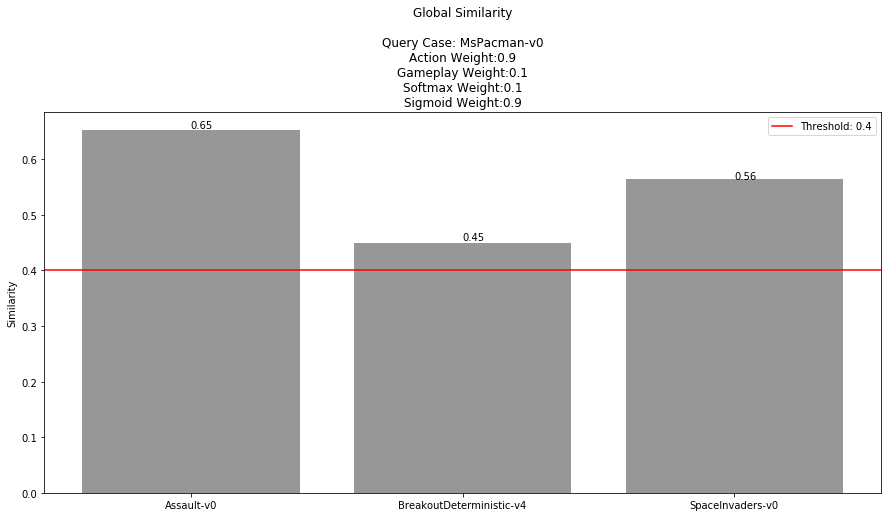 Global Similarity
Query Case: MsPacman-v0
Action Weight:0.9
Gameplay Weight:0.1
Softmax Weight:0.1
Sigmoid Weight:0.9
Threshold: 0.4
0.65
0.45
0.56
Similarity
0.6
0.5
0.4
0.3
0.2
0.1
0.0
Assault-v0
BreakoutDeterministic-v4
SpaceInvaders-v0